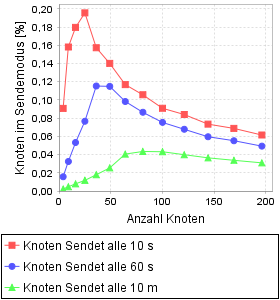 Knoten im Sendemodus [%]
0,20
0,18
0,16
0,14
0,12
0,10
0,08
0,06
0,04
0,02
0,00
0 50 100 150 200
Anzahl Knoten
Knoten Sendet alle 10 s
Knoten Sendet alle 60 s
Knoten Sendet alle 10 m